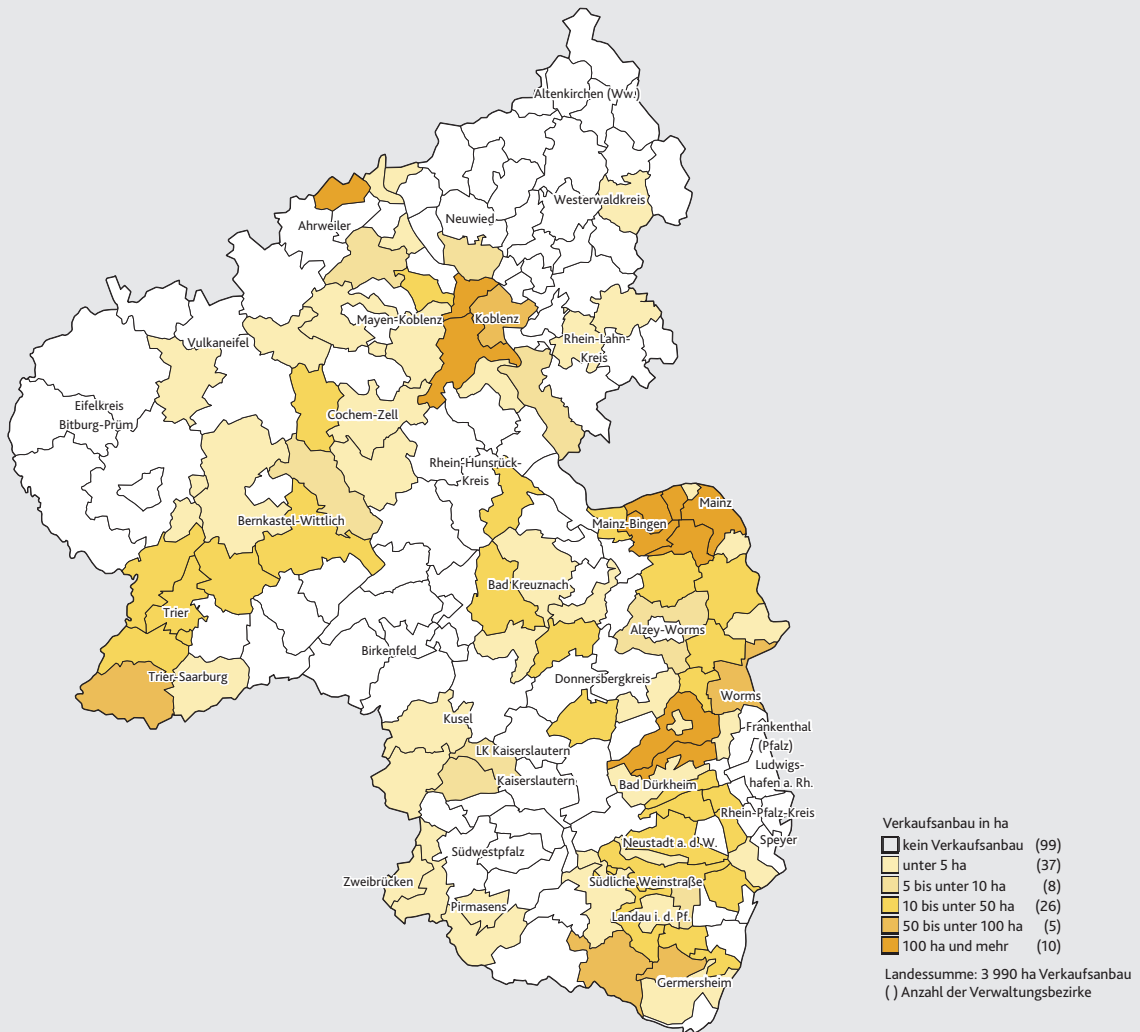 Altenkirchen (Ww.)
Westerwaldkreis
Neuwied
Ahrweiler
Mayen-Koblenz
Koblenz
Vulkaneifel
Rhein-Lahn-
Kreis
Eifelkreis
Bitburg-Prüm
Cochem-Zell
Rhein-Hunsrück-
Kreis
Mainz
Bernkastel-Wittlich
Mainz-Bingen
Bad Kreuznach
Trier
Alzey-Worms
Birkenfeld
Trier-Saarburg
Donnersbergkreis
Worms
Kusel
Frankenthal
(Pfalz)
LK Kaiserslautern
Ludwigs-
hafen a. Rh.
Kaiserslautern
Bad Dürkheim
Rhein-Pfalz-Kreis
Neustadt a. d. W.
Speyer
Südwestpfalz
Zweibrücken
Südliche Weinstraße
Pirmasens
Landau i. d. Pf.
Germersheim
Verkaufsanbau in ha
kein Verkaufsanbau (99)
unter 5 ha (37)
5 bis unter 10 ha (8)
10 bis unter 50 ha (26)
50 bis unter 100 ha (5)
100 ha und mehr (10)
Landessumme: 3 990 ha Verkaufsanbau
( ) Anzahl der Verwaltungsbezirke